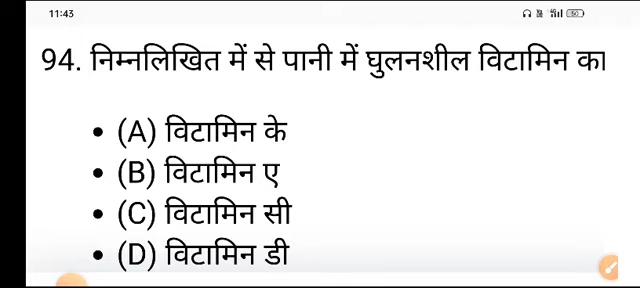 11:43
94. निम्नलिखित में से पानी में घुलनशील विटामिन का
• (A) विटामिन के
• (B) विटामिन ए
• (C) विटामिन सी
• (D) विटामिन डी